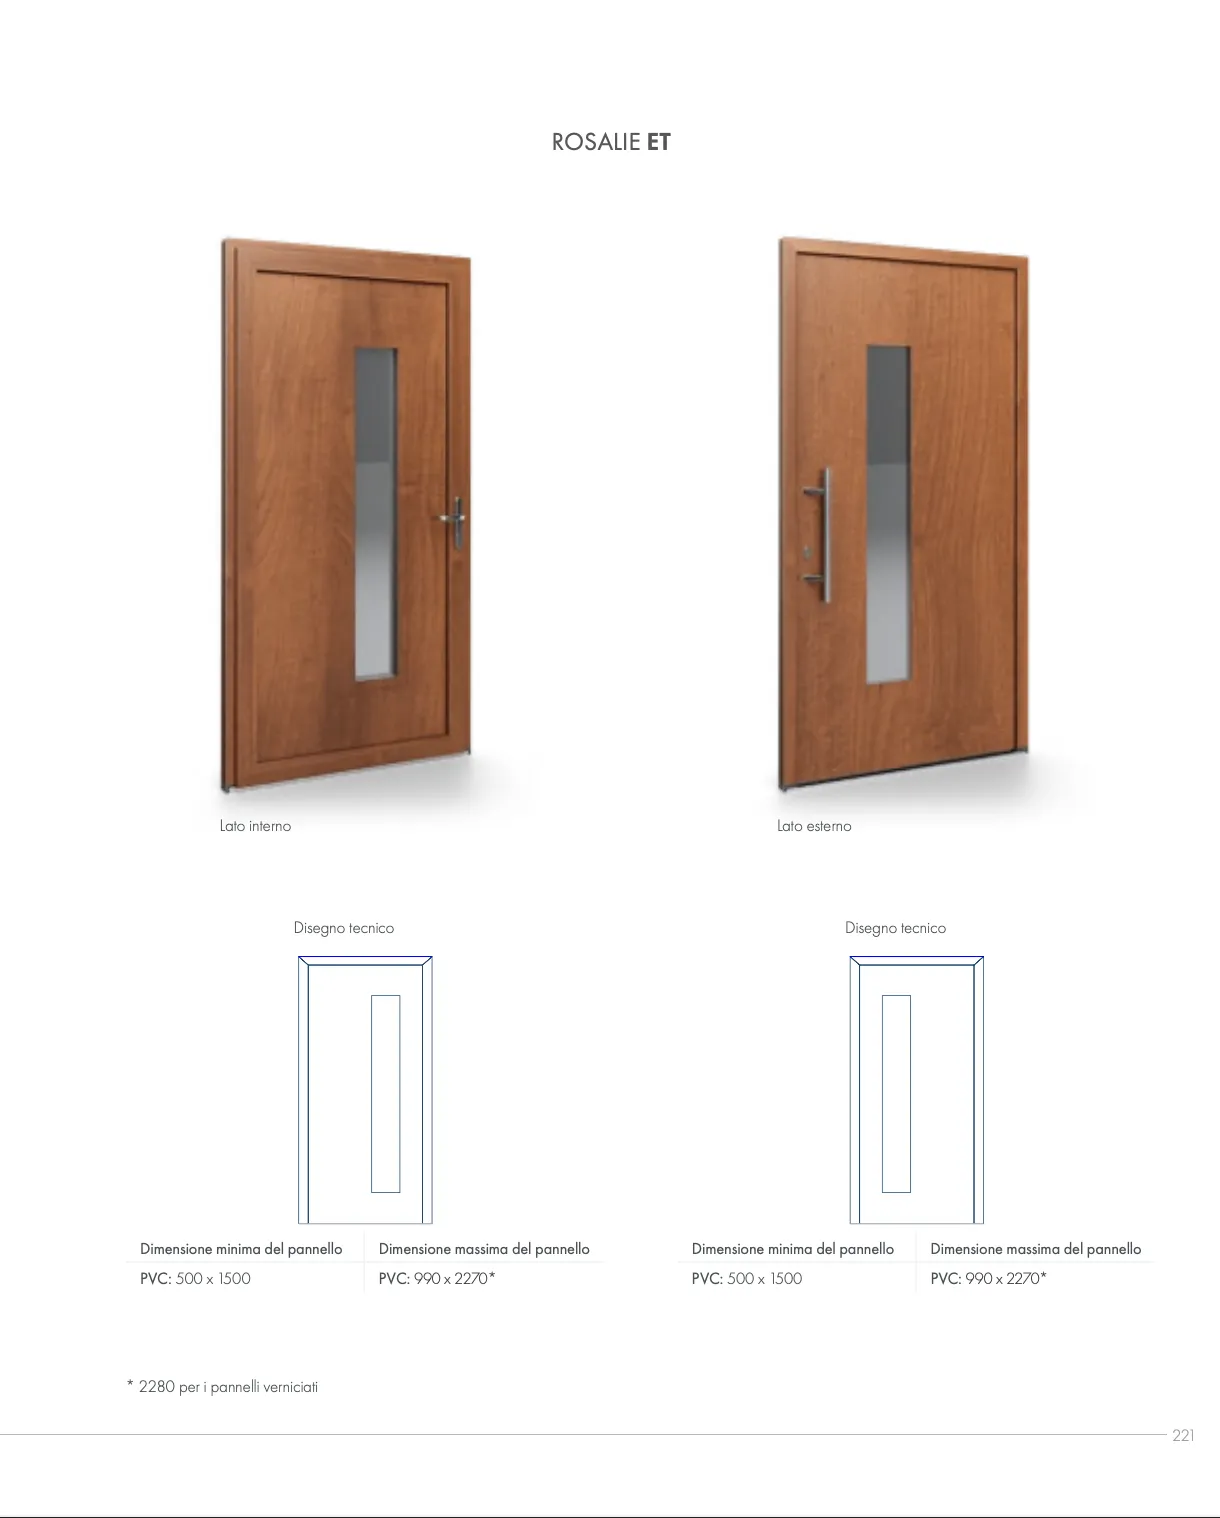 ROSALIE ET
Lato interno
Lato esterno
Disegno tecnico
Disegno tecnico
Dimensione minima del pannello
Dimensione massima del pannello
PVC: 500 x 1500
PVC: 990 x 2270*
Dimensione minima del pannello
Dimensione massima del pannello
PVC: 500 x 1500
PVC: 990 x 2270*
* 2280 per i pannelli verniciati
221